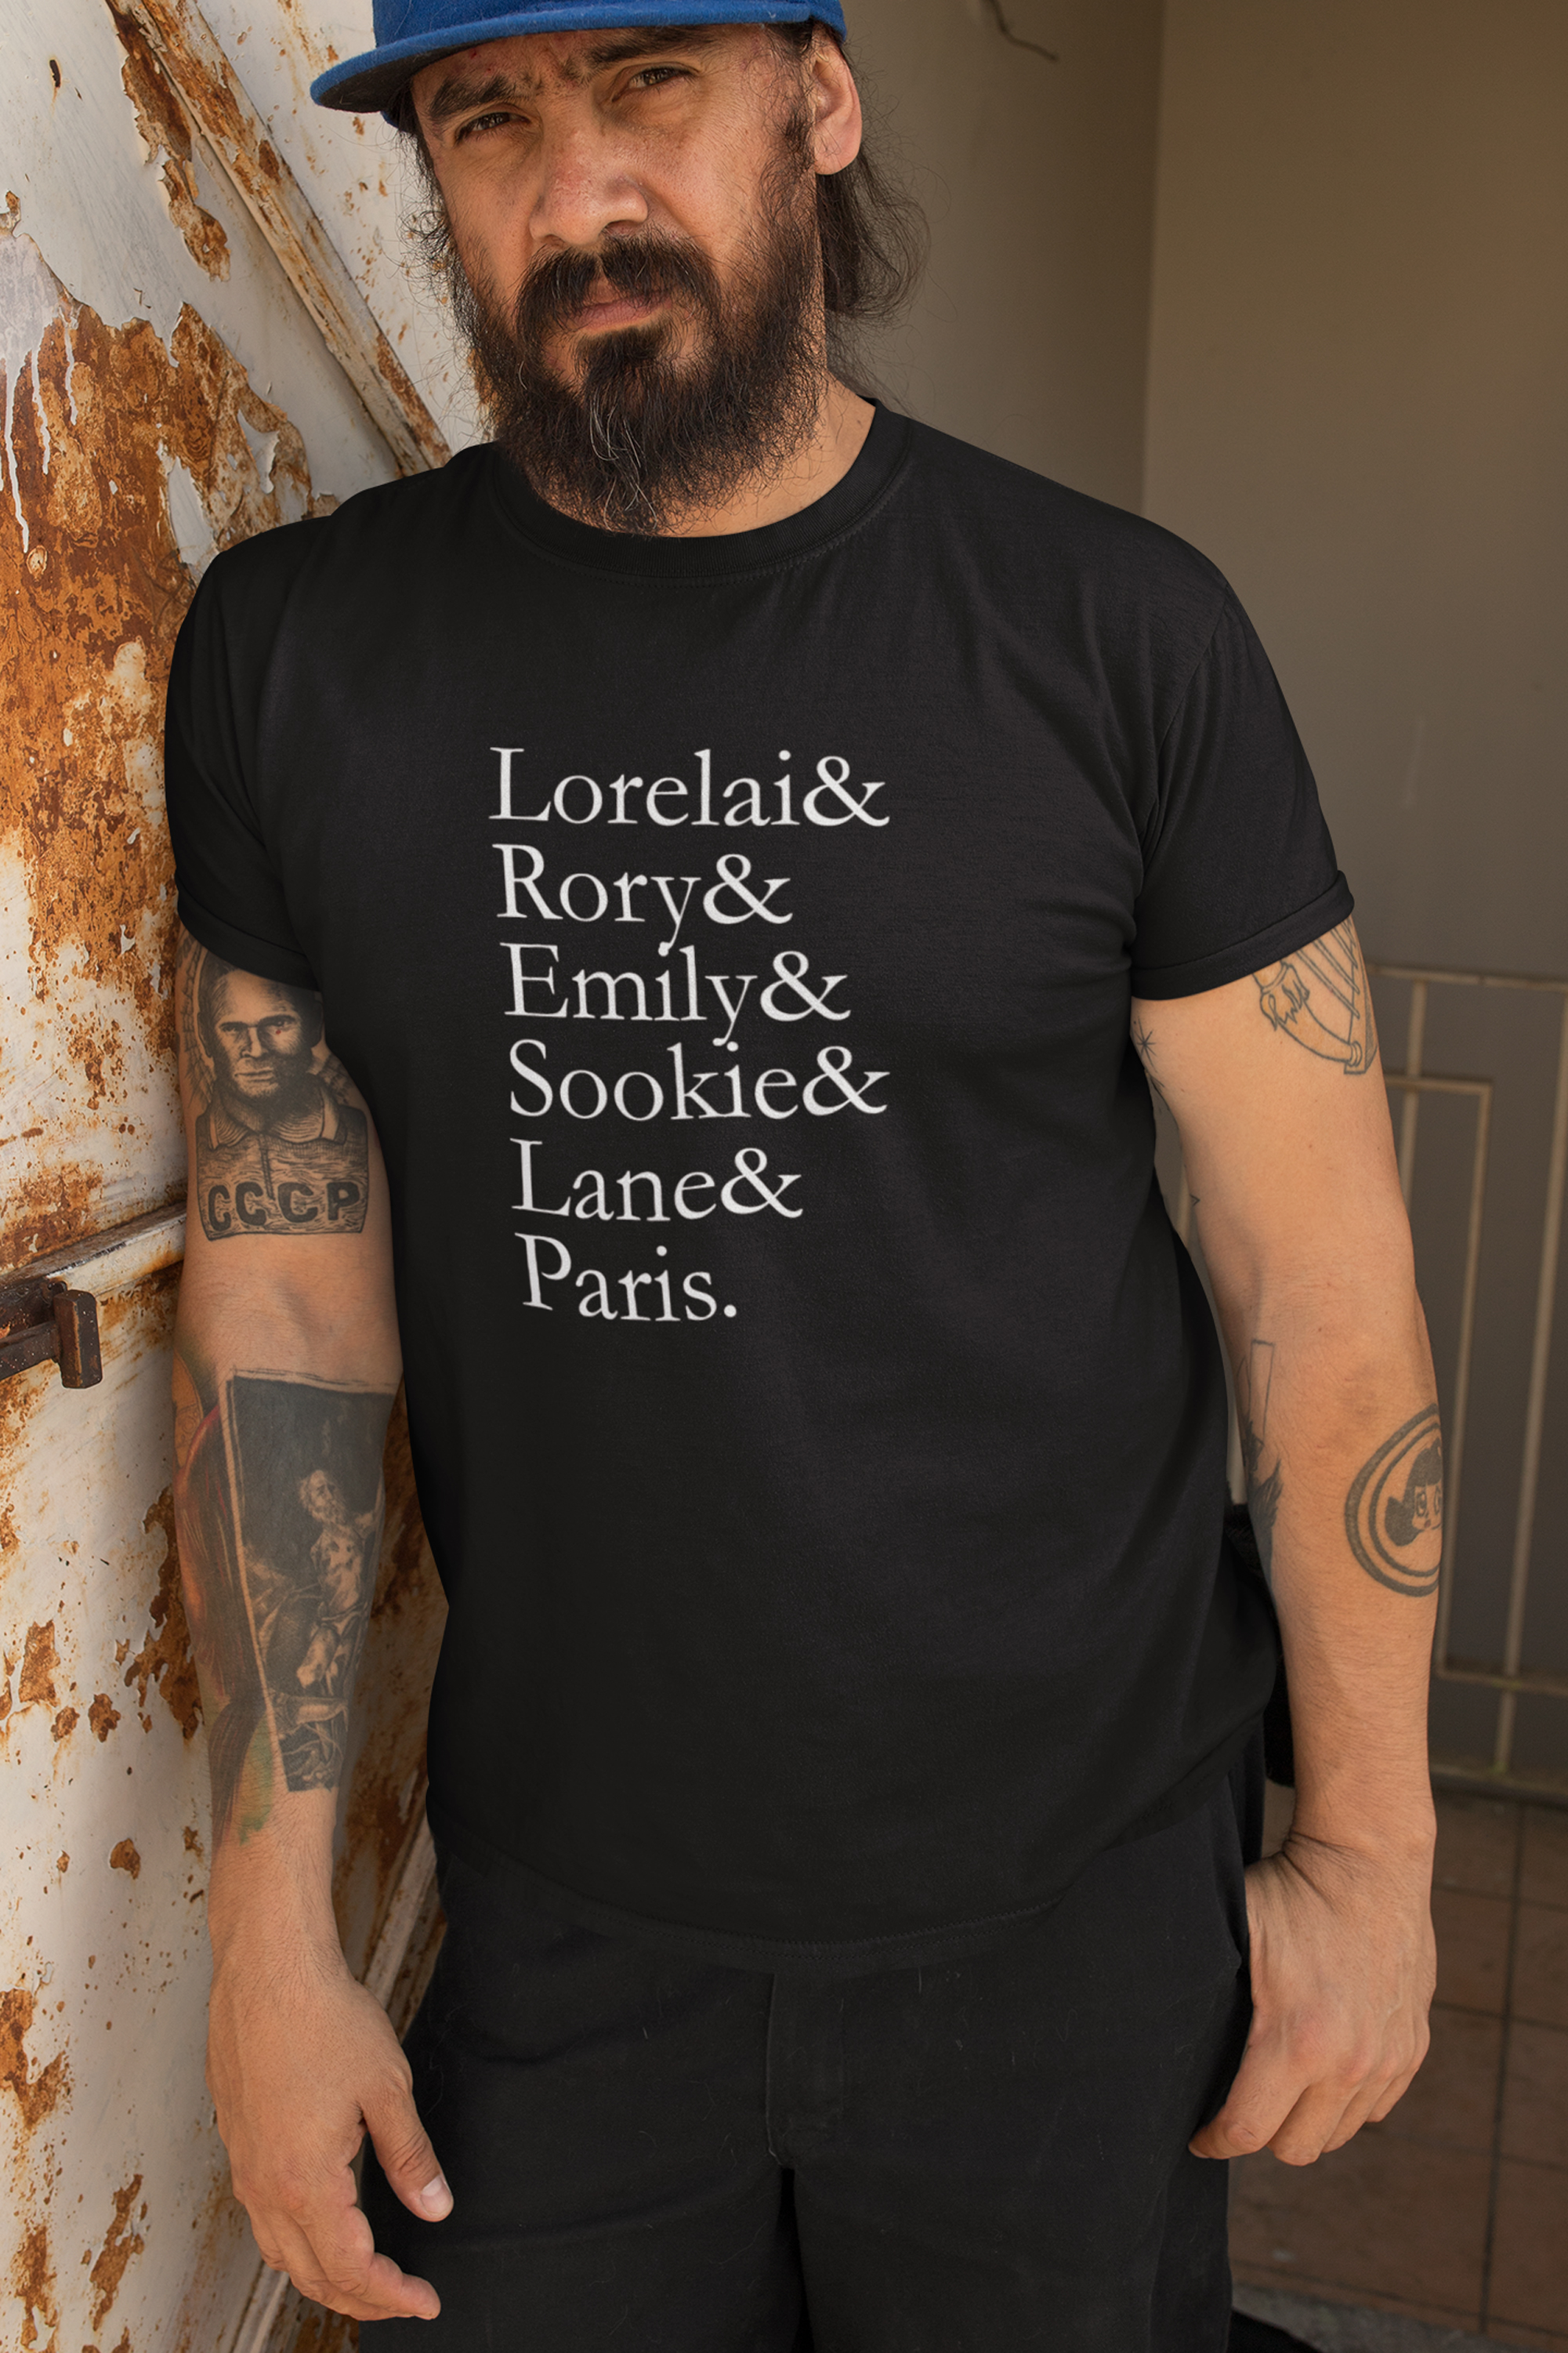 Lorelai&
Rory&
Emily&
Sookie&
Lane&
Paris.
CCCP